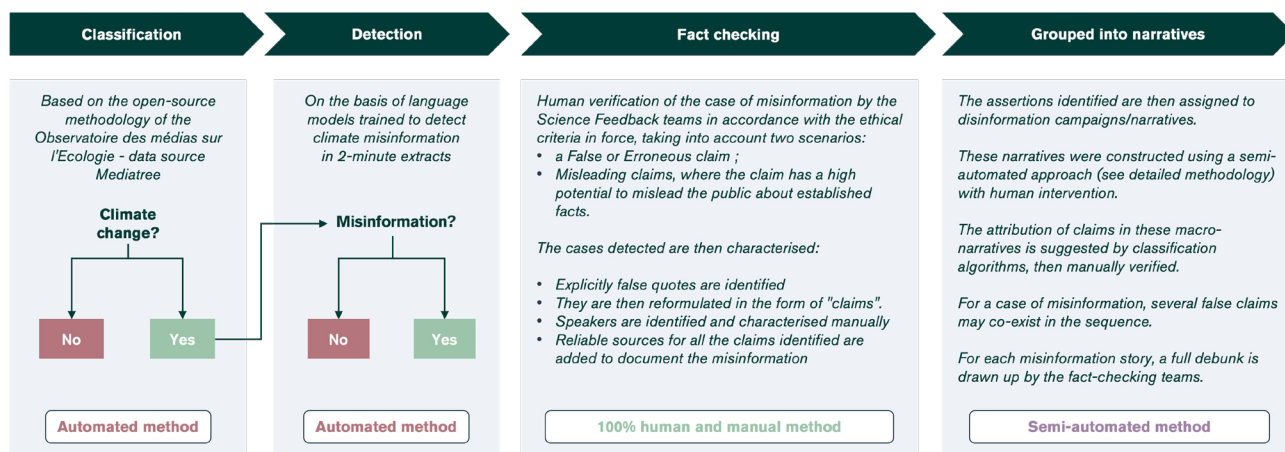 Classification
Detection
Fact checking
Grouped into narratives
Based on the open-source
methodology of the
Observatoire des médias sur
l'Ecologie - data source
Mediatree
Climate
change?
No
Yes
Automated method
On the basis of language
models trained to detect
climate misinformation
in 2-minute extracts
Misinformation?
No
Yes
Automated method
Human verification of the case of misinformation by the
Science Feedback teams in accordance with the ethical
criteria in force, taking into account two scenarios:
• a False or Erroneous claim ;
• Misleading claims, where the claim has a high
potential to mislead the public about established
facts.
The cases detected are then characterised:
• Explicitly false quotes are identified
• They are then reformulated in the form of "claims".
• Speakers are identified and characterised manually
• Reliable sources for all the claims identified are
added to document the misinformation
100% human and manual method
The assertions identified are then assigned to
disinformation campaigns/narratives.
These narratives were constructed using a semi-
automated approach (see detailed methodology)
with human intervention.
The attribution of claims in these macro-
narratives is suggested by classification
algorithms, then manually verified.
For a case of misinformation, several false claims
may co-exist in the sequence.
For each misinformation story, a full debunk is
drawn up by the fact-checking teams.
Semi-automated method